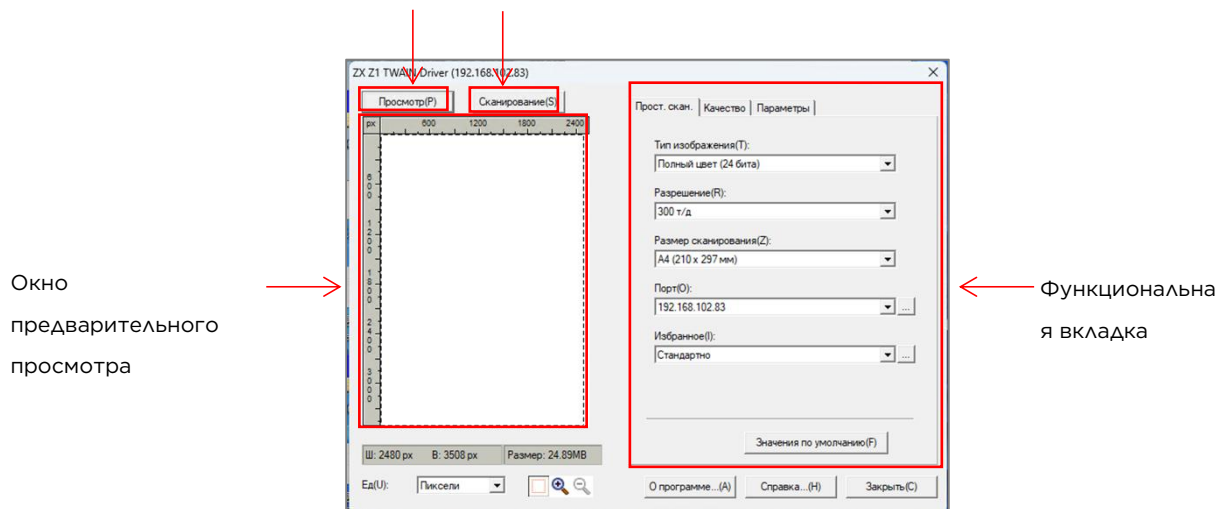 ZX Z1 TWAIN Driver (192.168.102.83)
Просмотр(P)
Сканирование(S)
px 600 1200 1800 2400
600
1200
1800
2400
3000
Ш: 2480 px В: 3508 px Размер: 24.89MB
Ед(U): Пиксели
Прост. скан. Качество Параметры
Тип изображения(T):
Полный цвет (24 бита)
Разрешение(R):
300 т/д
Размер сканирования(Z):
A4 (210 x 297 мм)
Порт(O):
192.168.102.83 ...
Избранное(I):
Стандартно ...
Значения по умолчанию(F)
О программе...(A) Справка...(H) Закрыть(C)
Окно
предварительного
просмотра
Функциональна
я вкладка